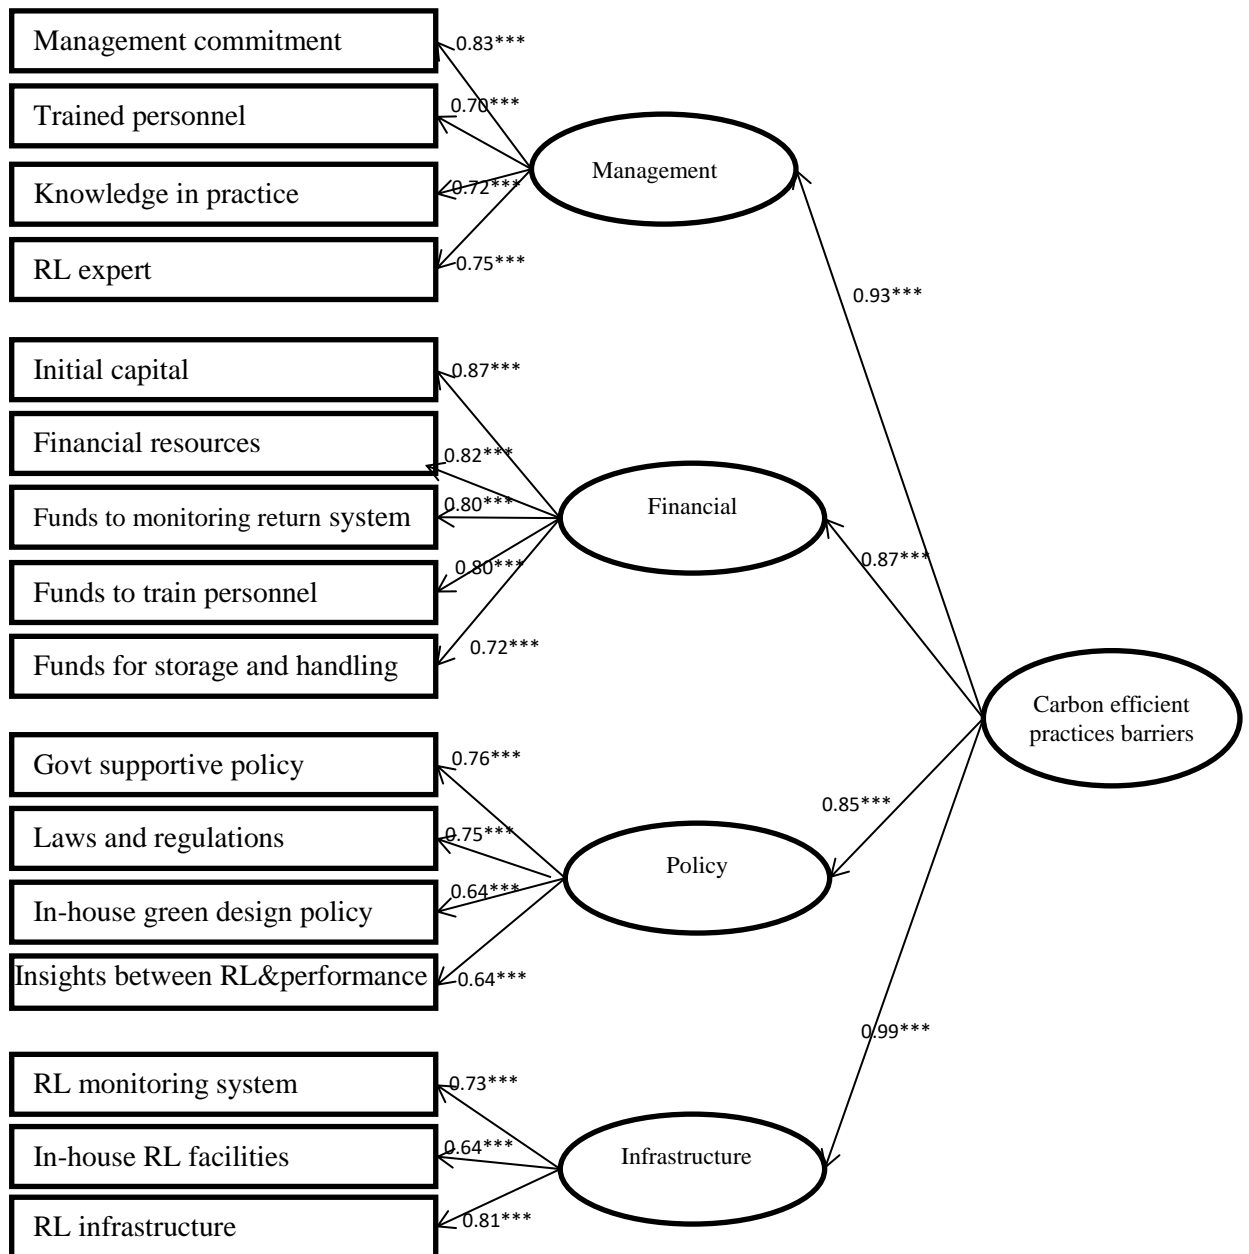 Management commitment
0.83***
Trained personnel
0.70***
Knowledge in practice
0.72***
RL expert
0.75***
Management
0.93***
Initial capital
0.87***
Financial resources
0.82***
Funds to monitoring return system
0.80***
Funds to train personnel
0.80***
Funds for storage and handling
0.72***
Financial
0.87***
Carbon efficient
practices barriers
Govt supportive policy
0.76***
Laws and regulations
0.75***
In-house green design policy
0.64***
Insights between RL&performance
0.64***
Policy
0.85***
RL monitoring system
0.73***
In-house RL facilities
0.64***
RL infrastructure
0.81***
Infrastructure
0.99***